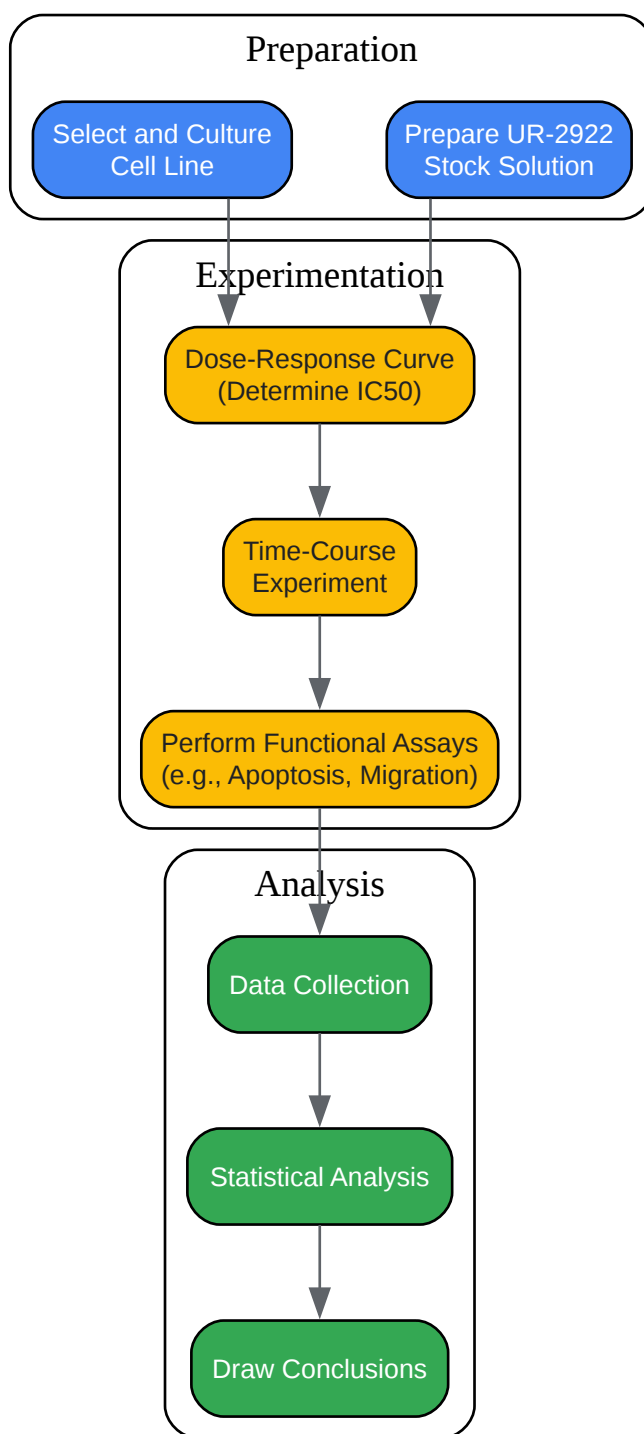 Preparation
Select and Culture
Cell Line
Prepare UR-2922
Stock Solution
Experimentation
Dose-Response Curve
(Determine IC50)
Time-Course
Experiment
Perform Functional Assays
(e.g., Apoptosis, Migration)
Analysis
Data Collection
Statistical Analysis
Draw Conclusions